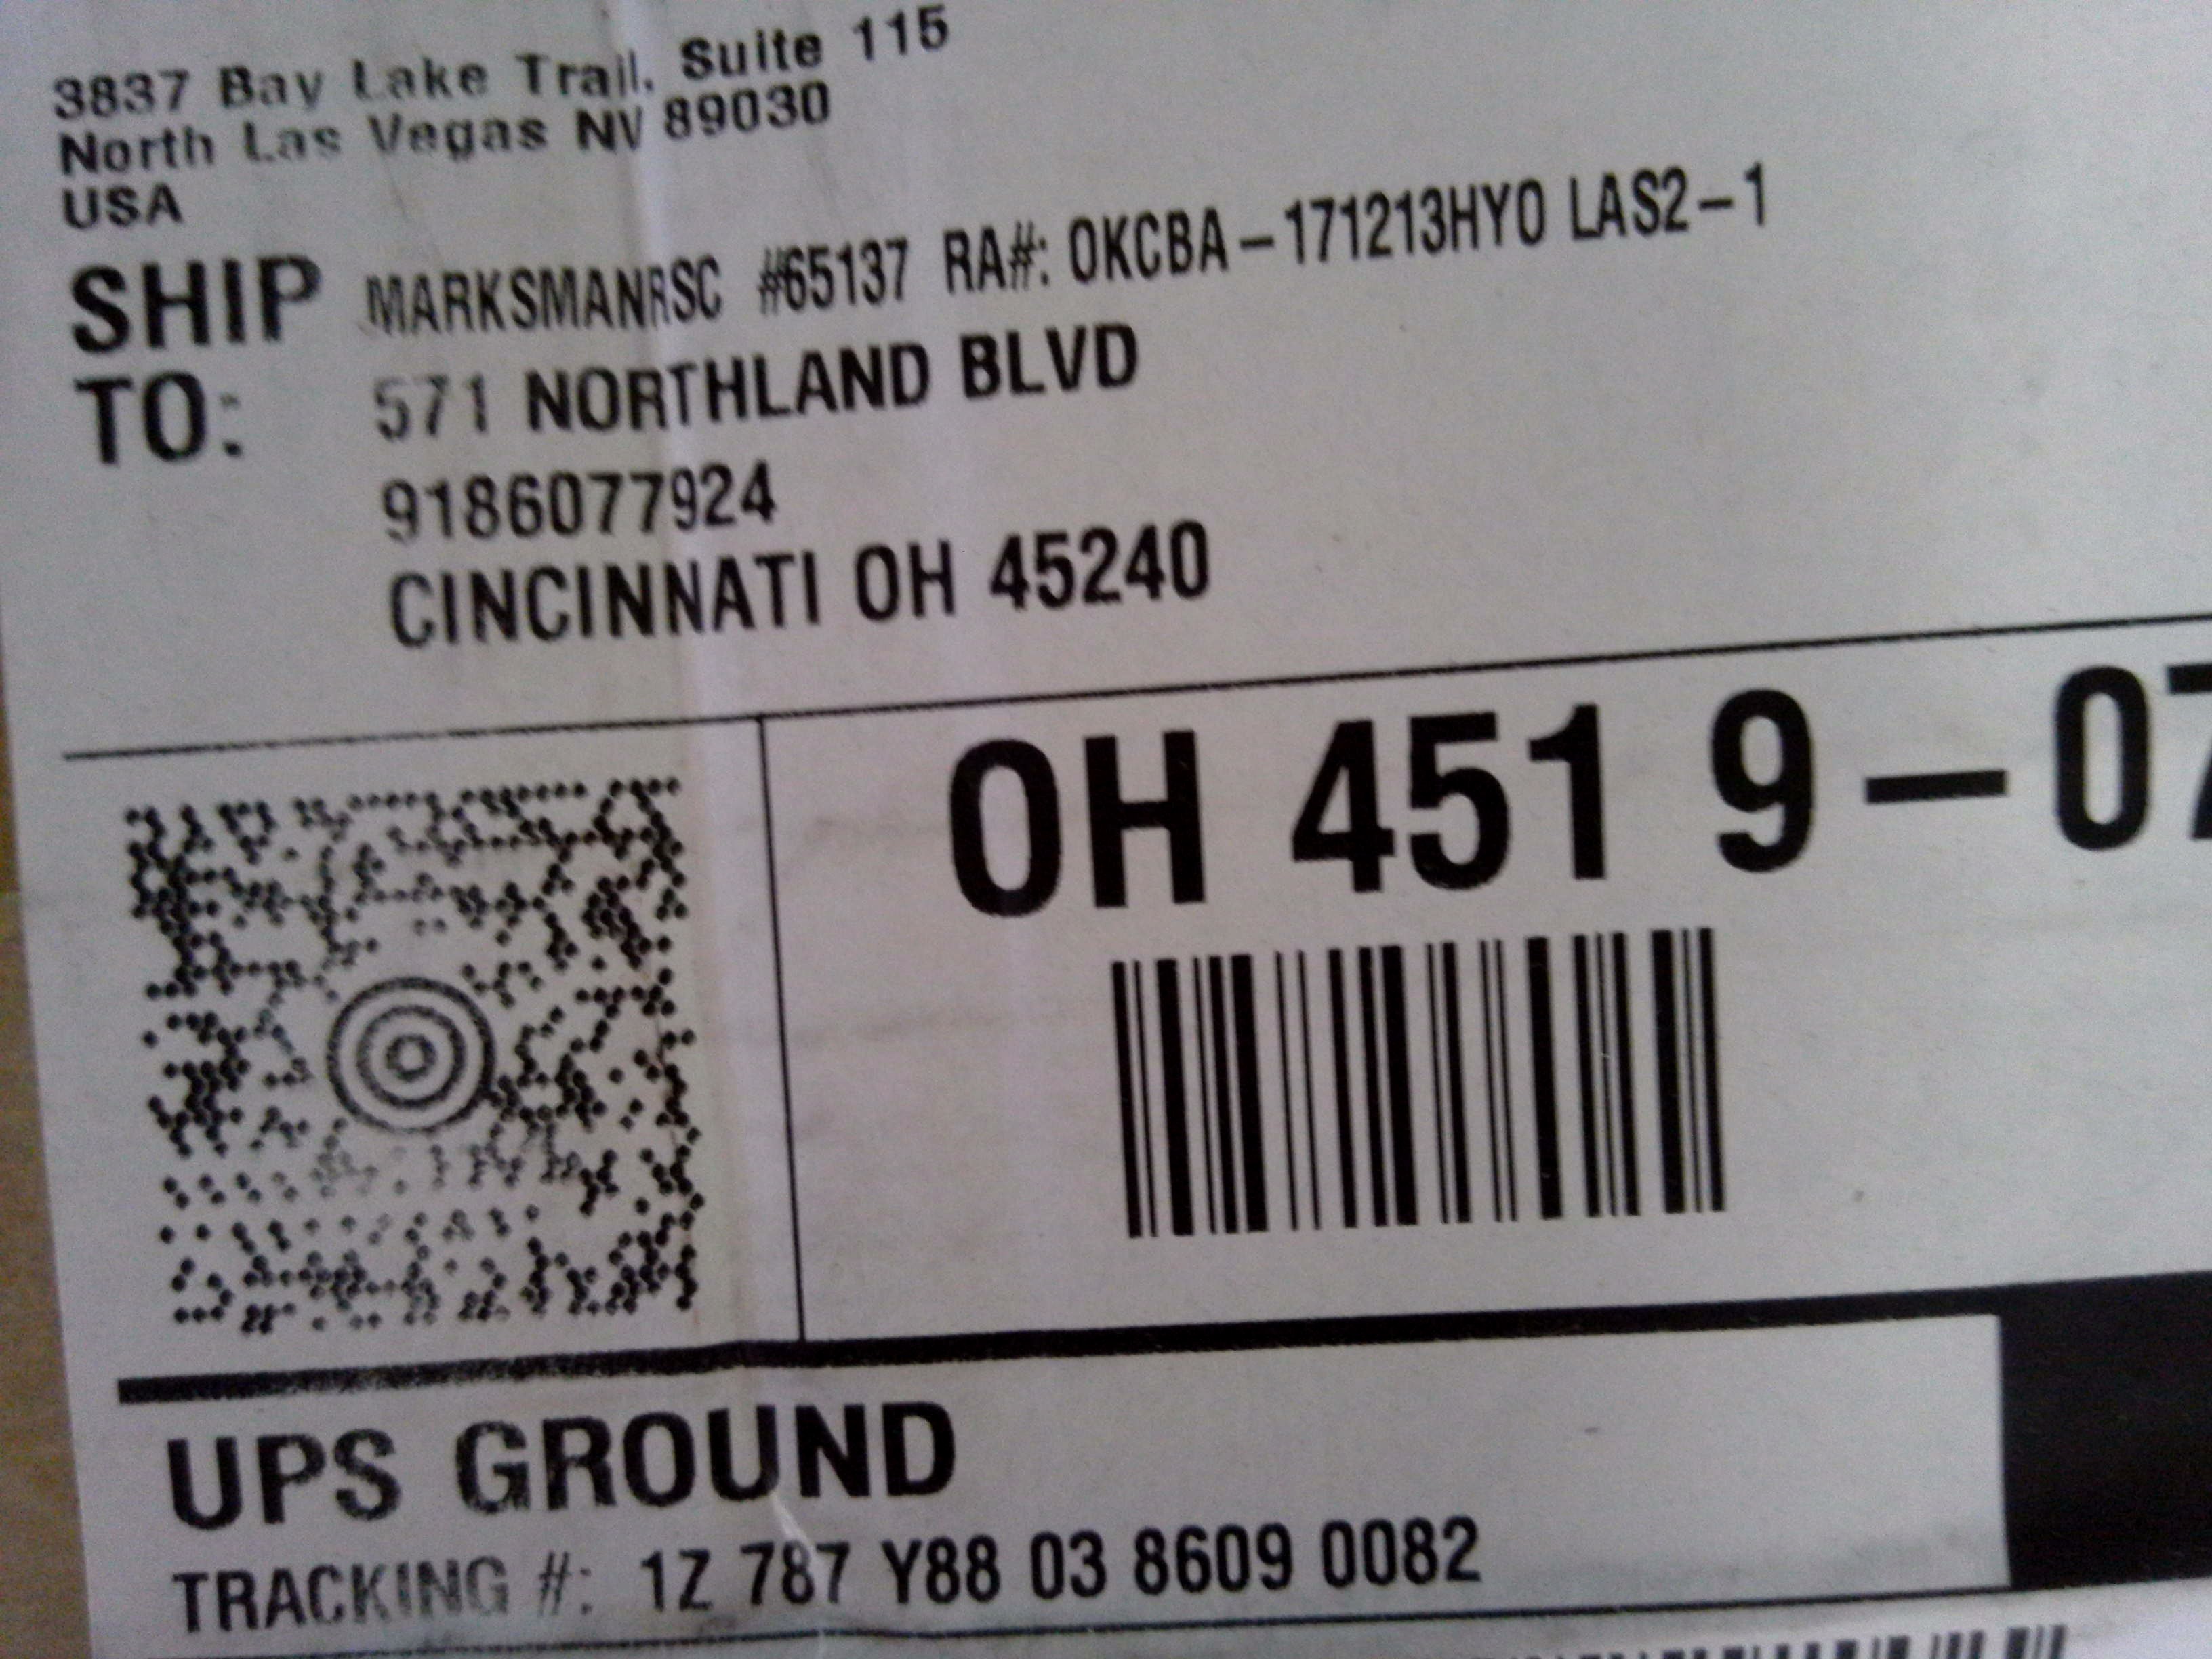 3837 Bay Lake Trail, Suite 115
North Las Vegas NV 89030
USA
SHIP TO: MARKSMANRSC #65137 RA#: OKCBA-171213HYO LAS2-1
571 NORTHLAND BLVD
9186077924
CINCINNATI OH 45240
OH 451 9-07
UPS GROUND
TRACKING #: 1Z 787 Y88 03 8609 0082